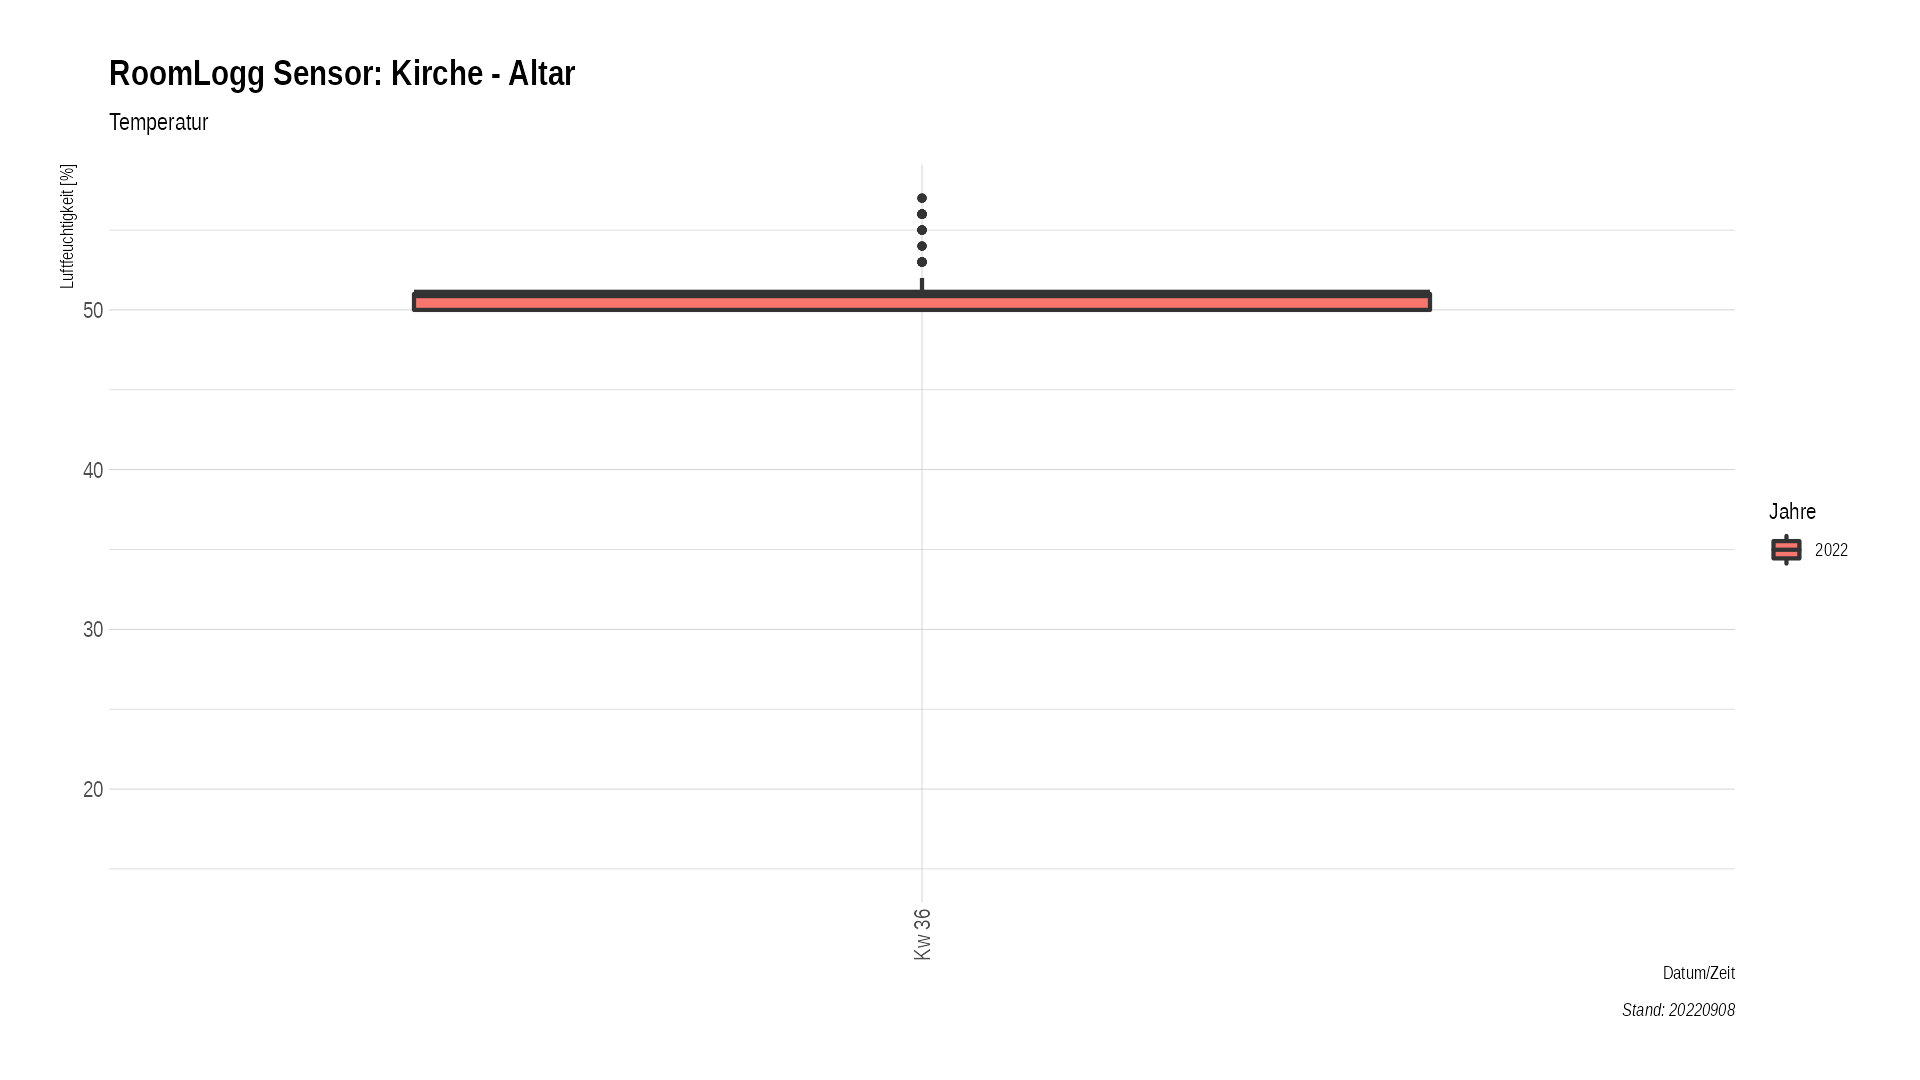 RoomLogg Sensor: Kirche - Altar
Temperatur
Luftfeuchtigkeit [%]
50
40
30
20
Kw 36
Datum/Zeit
Stand: 20220908
Jahre
2022